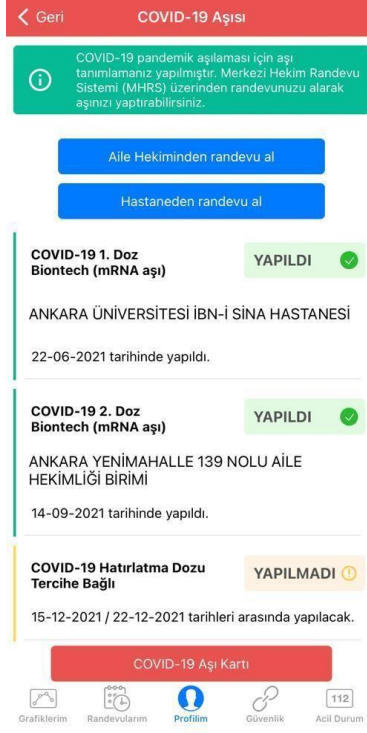 Geri
COVID-19 Aşısı
COVID-19 pandemik aşılaması için aşı
tanımlamanız yapılmıştır. Merkezi Hekim Randevu
Sistemi (MHRS) üzerinden randevunuzu alarak
aşınızı yaptırabilirsiniz.
Aile Hekiminden randevu al
Hastaneden randevu al
COVID-19 1. Doz
Biontech (mRNA aşı)
YAPILDI
ANKARA ÜNİVERSİTESİ İBN-İ SİNA HASTANESİ
22-06-2021 tarihinde yapıldı.
COVID-19 2. Doz
Biontech (mRNA aşı)
YAPILDI
ANKARA YENİMAHALLE 139 NOLU AİLE
HEKİMLİĞİ BİRİMİ
14-09-2021 tarihinde yapıldı.
COVID-19 Hatırlatma Dozu
Tercihe Bağlı
YAPILMADI
15-12-2021 / 22-12-2021 tarihleri arasında yapılacak.
COVID-19 Aşı Kartı
112
Grafiklerim
Randevularım
Profilim
Güvenlik
Acil Durum